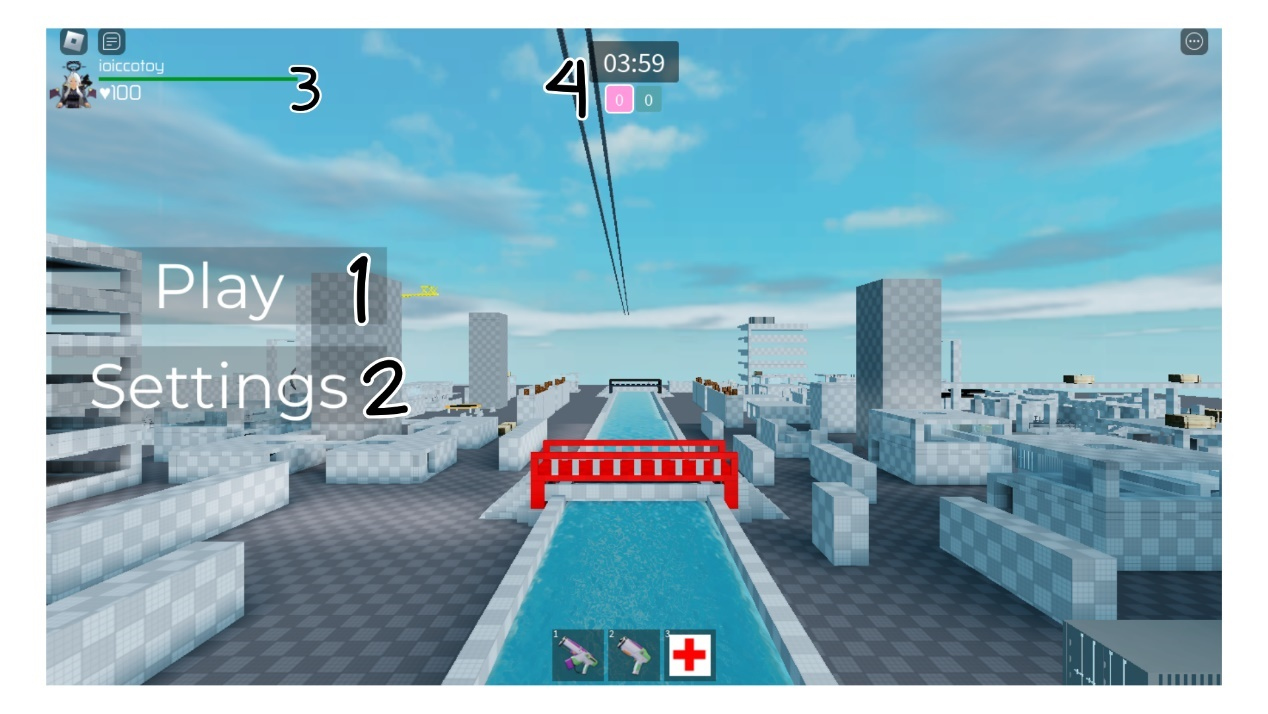 ioiccotoy
♥100
3
4
03:59
0 0
Play 1
Settings 2
1 2 3